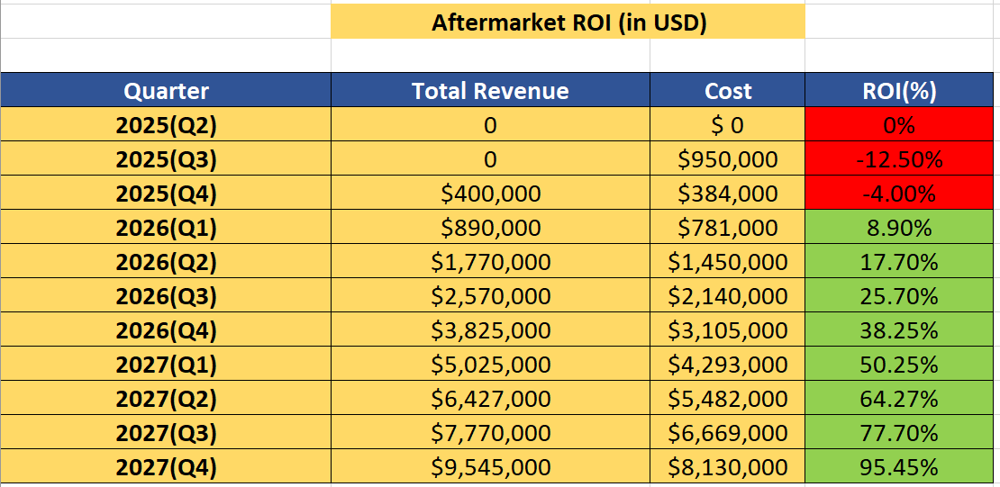 Aftermarket ROI (in USD)
Quarter Total Revenue Cost ROI(%)
2025(Q2) 0 $ 0 0%
2025(Q3) 0 $950,000 -12.50%
2025(Q4) $400,000 $384,000 -4.00%
2026(Q1) $890,000 $781,000 8.90%
2026(Q2) $1,770,000 $1,450,000 17.70%
2026(Q3) $2,570,000 $2,140,000 25.70%
2026(Q4) $3,825,000 $3,105,000 38.25%
2027(Q1) $5,025,000 $4,293,000 50.25%
2027(Q2) $6,427,000 $5,482,000 64.27%
2027(Q3) $7,770,000 $6,669,000 77.70%
2027(Q4) $9,545,000 $8,130,000 95.45%